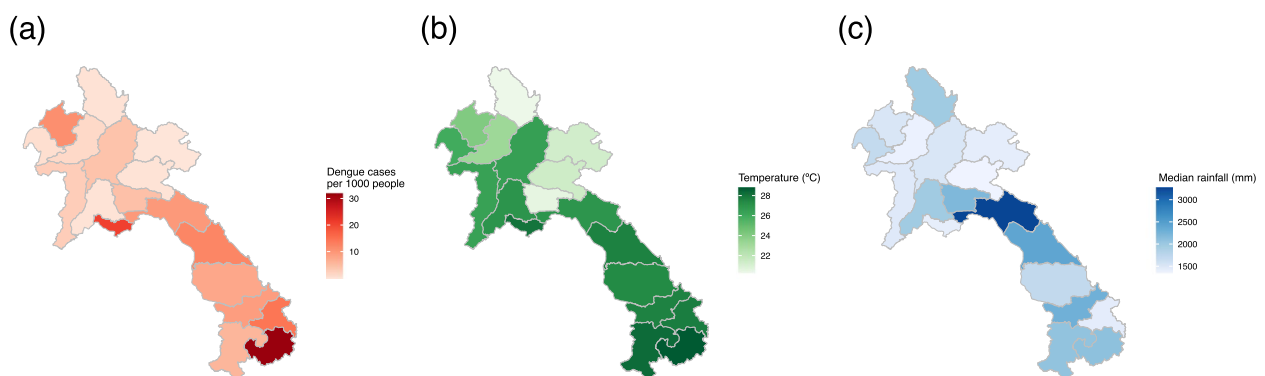 (a)
(b)
(c)
Dengue cases
per 1000 people
30
20
10
Temperature (ºC)
28
26
24
22
Median rainfall (mm)
3000
2500
2000
1500